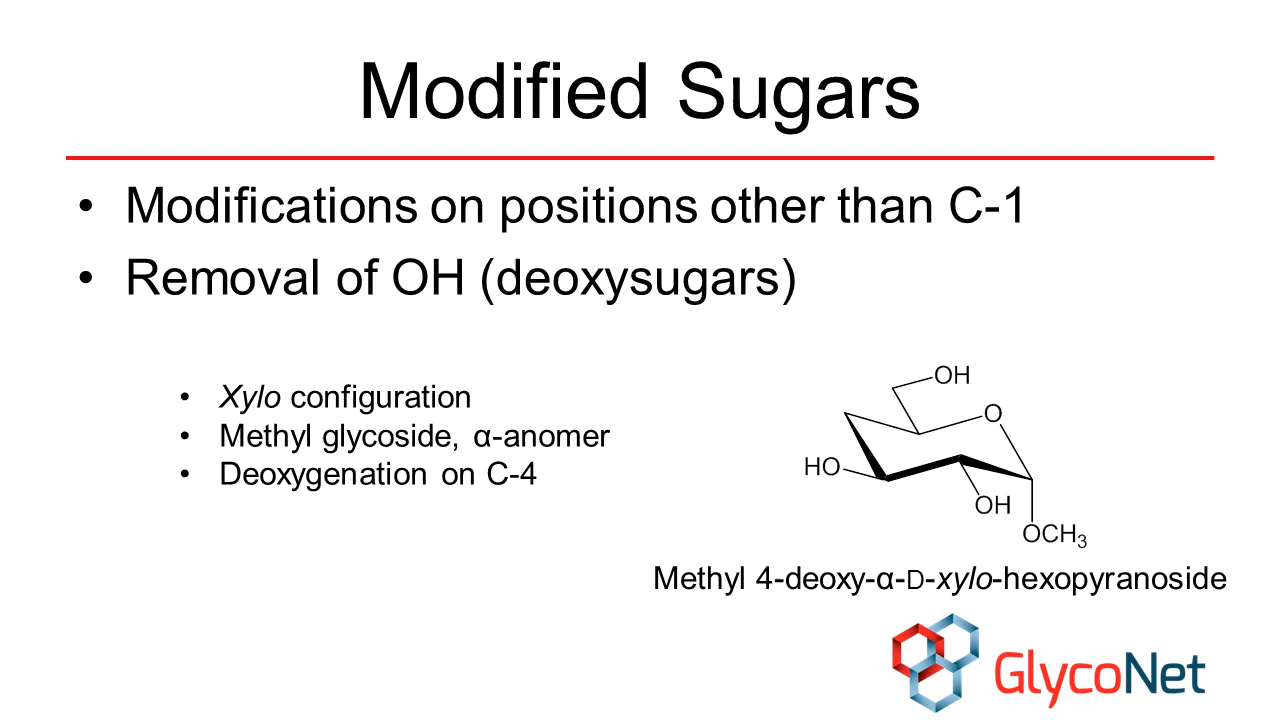 Modified Sugars
• Modifications on positions other than C-1
• Removal of OH (deoxysugars)
• Xylo configuration
• Methyl glycoside, α-anomer
• Deoxygenation on C-4
OH
O
HO
OH
OCH₃
Methyl 4-deoxy-α-ᴅ-xylo-hexopyranoside
GlycoNet